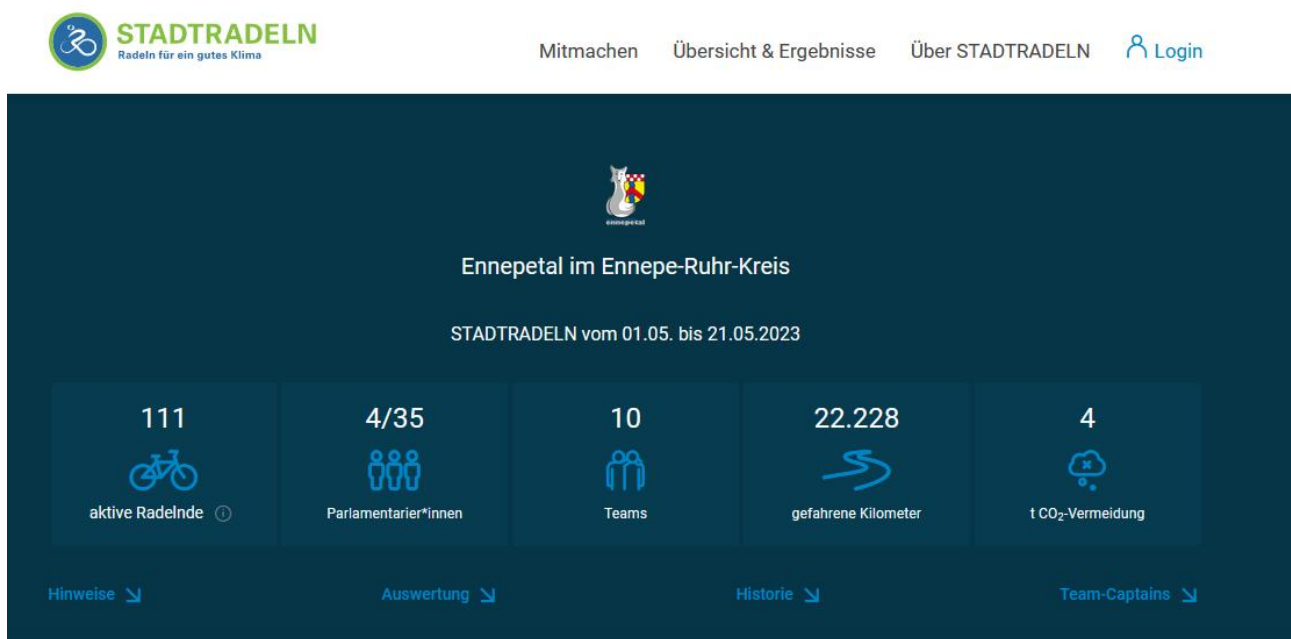 STADTRADELN
Radeln für ein gutes Klima
Mitmachen Übersicht & Ergebnisse Über STADTRADELN Login
ennepetal
Ennepetal im Ennepe-Ruhr-Kreis
STADTRADELN vom 01.05. bis 21.05.2023
111 4/35 10 22.228 4
aktive Radelnde Parlamentarier*innen Teams gefahrene Kilometer t CO₂-Vermeidung
Hinweise Auswertung Historie Team-Captains